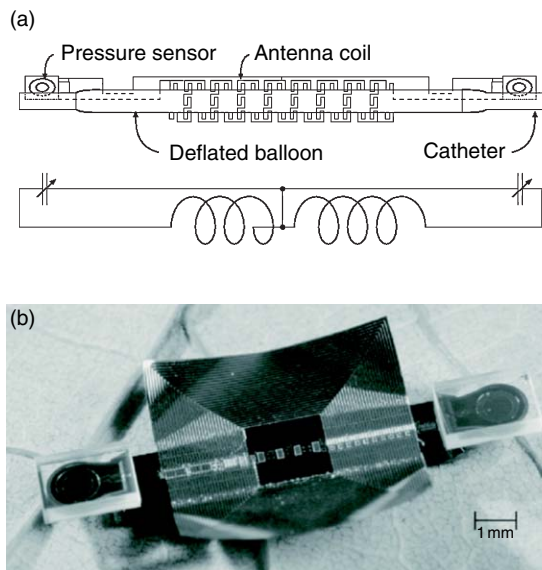 (a)
Pressure sensor
Antenna coil
Deflated balloon
Catheter
(b)
1 mm